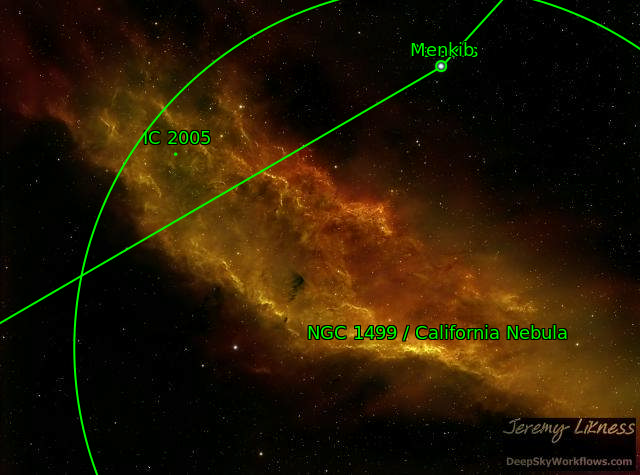 Menkib
IC 2005
NGC 1499 / California Nebula
Jeremy Likness
DeepSkyWorkflows.com